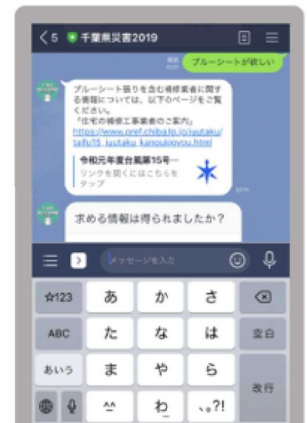 5 千葉県災害2019
既読
ブルーシートが欲しい
ブルーシート張りを含む補修業者に関す
る情報については、以下のページをご覧
ください。
「住宅の補修工事業者のご案内」
https://www.pref.chiba.lg.jp/juutaku/
taifu15_juutaku_kanoukigyou.html
令和元年度台風第15号…
リンクを開くにはこちらを
タップ
求める情報は得られましたか？
メッセージを入力
☆123 あ か さ
ABC た な は 空白
あいう ま や ら
改行
^^ わ 、。?!